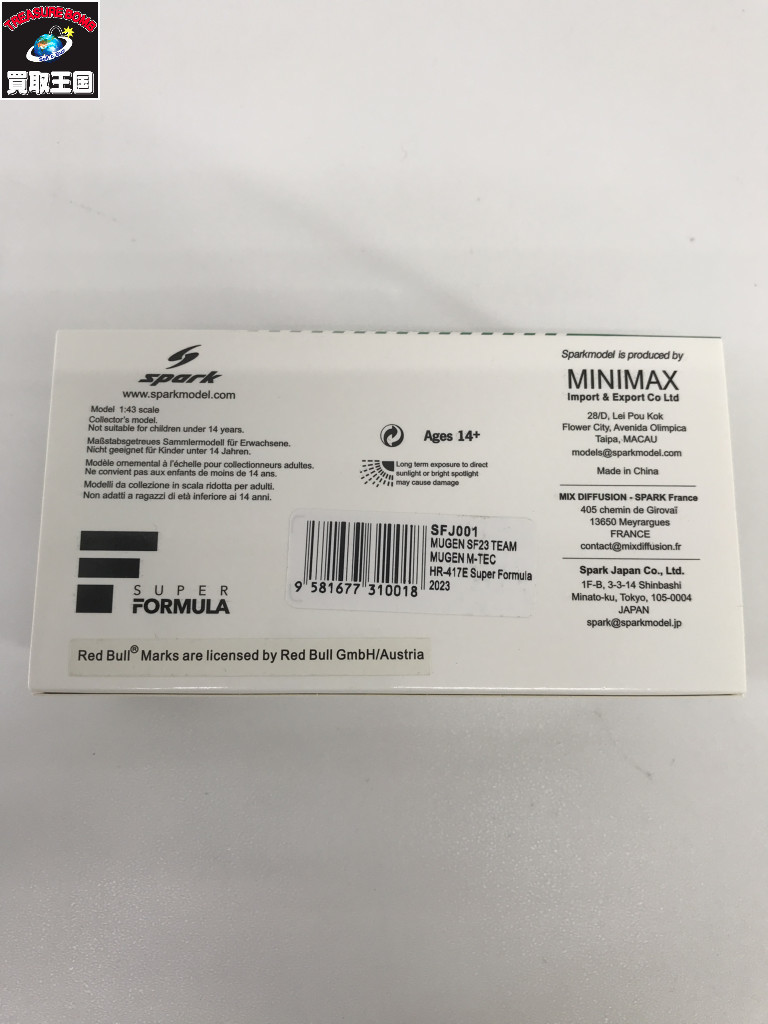 TREASURE BOMB
買取王国
spark
www.sparkmodel.com
Model 1:43 scale
Collector's model.
Not suitable for children under 14 years.
Maßstabsgetreues Sammlermodell für Erwachsene.
Nicht geeignet für Kinder unter 14 Jahren.
Modèle ornemental à l'échelle pour collectionneurs adultes.
Ne convient pas aux enfants de moins de 14 ans.
Modelli da collezione in scala ridotta per adulti.
Non adatti a ragazzi di età inferiore ai 14 anni.
Ages 14+
Long term exposure to direct
sunlight or bright spotlight
may cause damage
SUPER
FORMULA
9 581677 310018
SFJ001
MUGEN SF23 TEAM
MUGEN M-TEC
HR-417E Super Formula
2023
Red Bull® Marks are licensed by Red Bull GmbH/Austria
Sparkmodel is produced by
MINIMAX
Import & Export Co Ltd
28/D, Lei Pou Kok
Flower City, Avenida Olimpica
Taipa, MACAU
models@sparkmodel.com
Made in China
MIX DIFFUSION - SPARK France
405 chemin de Girovaï
13650 Meyrargues
FRANCE
contact@mixdiffusion.fr
Spark Japan Co., Ltd.
1F-B, 3-3-14 Shinbashi
Minato-ku, Tokyo, 105-0004
JAPAN
spark@sparkmodel.jp